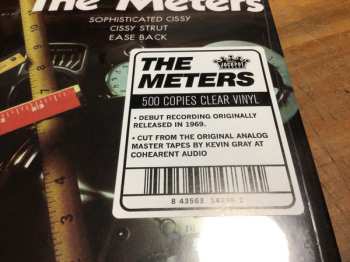 The Meters
SOPHISTICATED CISSY
CISSY STRUT
EASE BACK
JACKPOT
THE
METERS
500 COPIES CLEAR VINYL
• DEBUT RECORDING ORIGINALLY
RELEASED IN 1969.
• CUT FROM THE ORIGINAL ANALOG
MASTER TAPES BY KEVIN GRAY AT
COHEARENT AUDIO